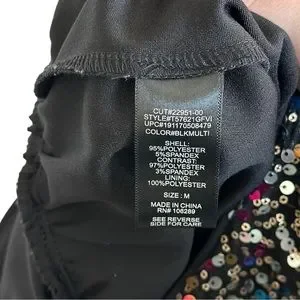 CUT#22951-00
STYLE#T57621GFVI
UPC#191170508479
COLOR#BLKMULTI
SHELL:
95%POLYESTER
5%SPANDEX
CONTRAST:
97%POLYESTER
3%SPANDEX
LINING:
100%POLYESTER
SIZE : M
MADE IN CHINA
RN# 106289
SEE REVERSE
SIDE FOR CARE